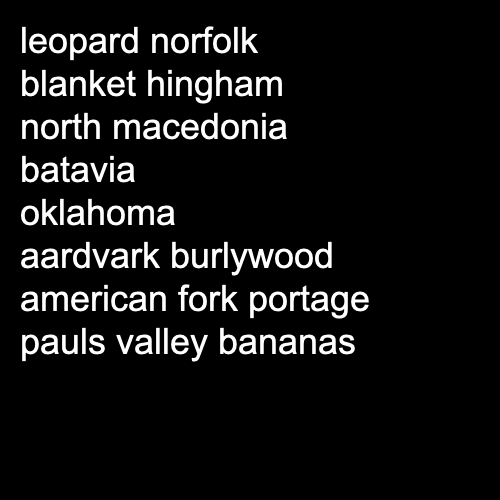 leopard norfolk
blanket hingham
north macedonia
batavia
oklahoma
aardvark burlywood
american fork portage
pauls valley bananas